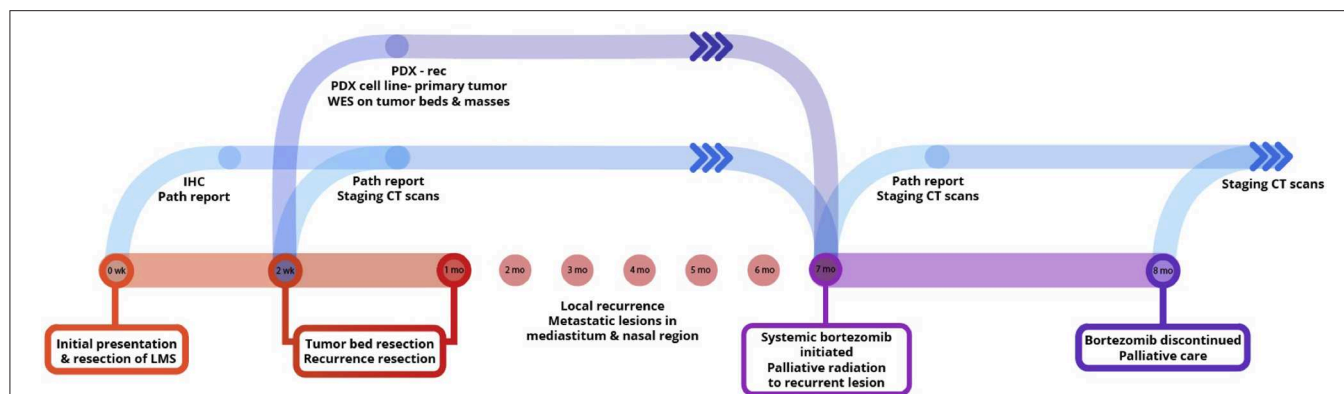 PDX - rec
PDX cell line- primary tumor
WES on tumor beds & masses
IHC
Path report
Path report
Staging CT scans
Path report
Staging CT scans
Staging CT scans
0 wk
2 wk
1 mo
2 mo
3 mo
4 mo
5 mo
6 mo
7 mo
8 mo
Initial presentation
& resection of LMS
Tumor bed resection
Recurrence resection
Local recurrence
Metastatic lesions in
mediastitum & nasal region
Systemic bortezomib
initiated
Palliative radiation
to recurrent lesion
Bortezomib discontinued
Palliative care